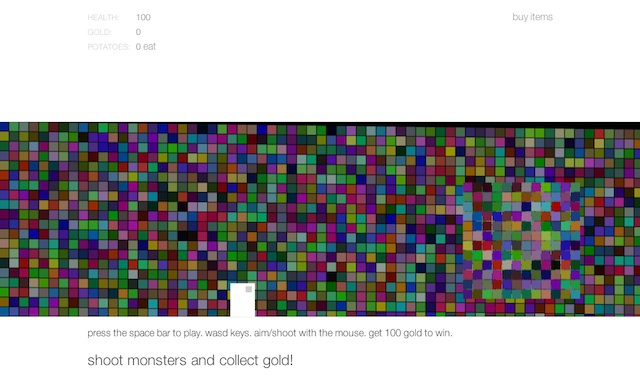 HEALTH: 100
buy items
GOLD: 0
POTATOES: 0 eat
press the space bar to play. wasd keys. aim/shoot with the mouse. get 100 gold to win.
shoot monsters and collect gold!